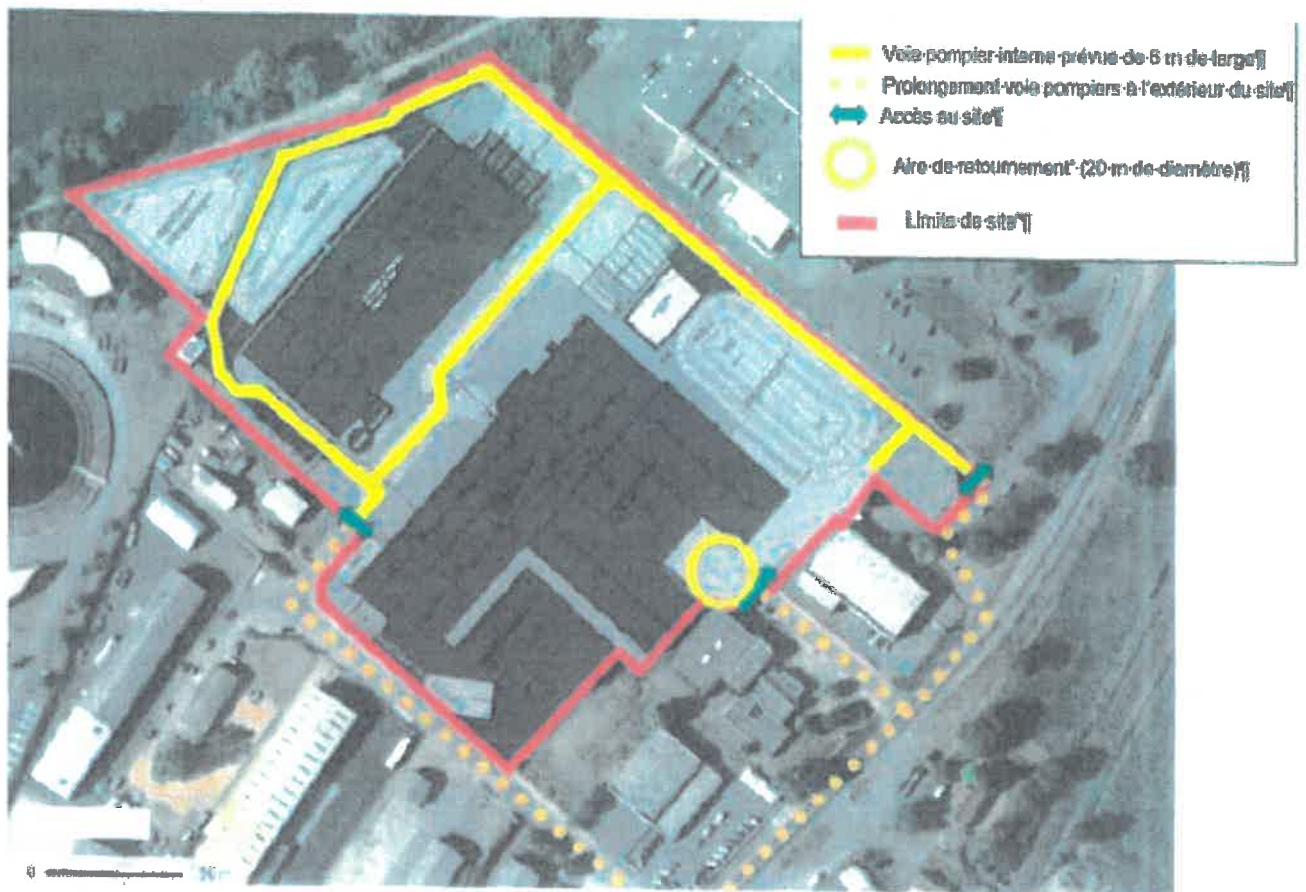 Voie pompier interne prévue de 6 m de large¶
Prolongement voie pompiers à l'extérieur du site¶
Accès au site¶
Aire de retournement* (20 m de diamètre)¶
Limite de site*¶
0